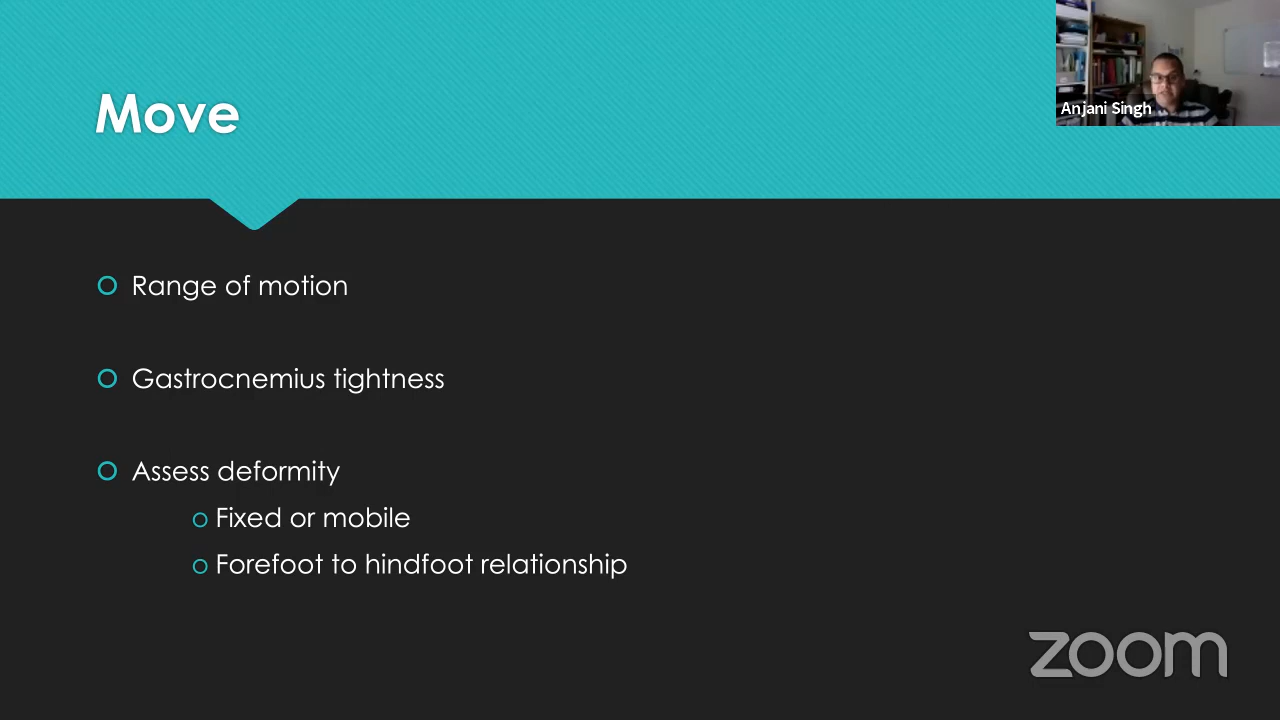 Move
Anjani Singh
Range of motion
Gastrocnemius tightness
Assess deformity
Fixed or mobile
Forefoot to hindfoot relationship
zoom